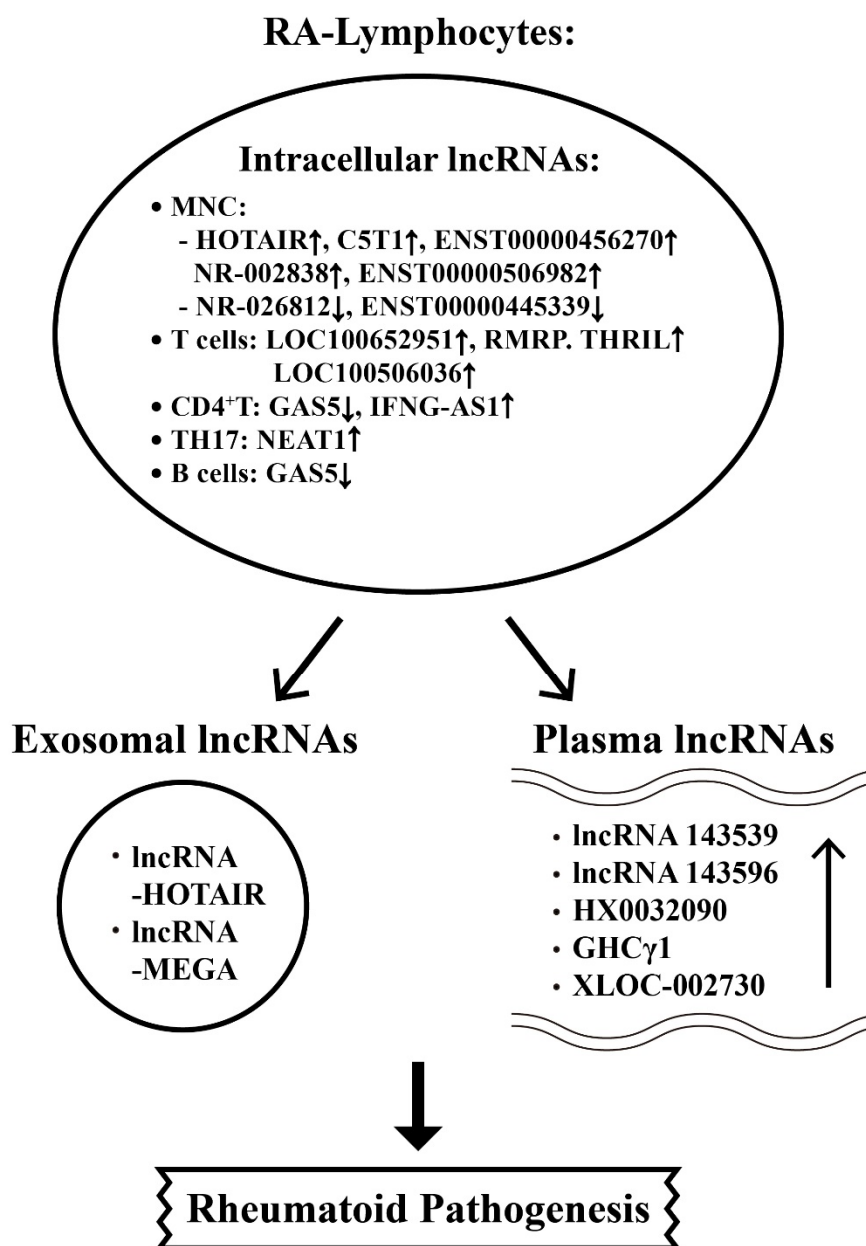 RA-Lymphocytes:
Intracellular lncRNAs:
• MNC:
- HOTAIR↑, C5T1↑, ENST00000456270↑
NR-002838↑, ENST00000506982↑
- NR-026812↓, ENST00000445339↓
• T cells: LOC100652951↑, RMRP. THRIL↑
LOC100506036↑
• CD4⁺T: GAS5↓, IFNG-AS1↑
• TH17: NEAT1↑
• B cells: GAS5↓
Exosomal lncRNAs
· lncRNA
-HOTAIR
· lncRNA
-MEGA
Plasma lncRNAs
· lncRNA 143539
· lncRNA 143596
· HX0032090
· GHCγ1
· XLOC-002730
Rheumatoid Pathogenesis